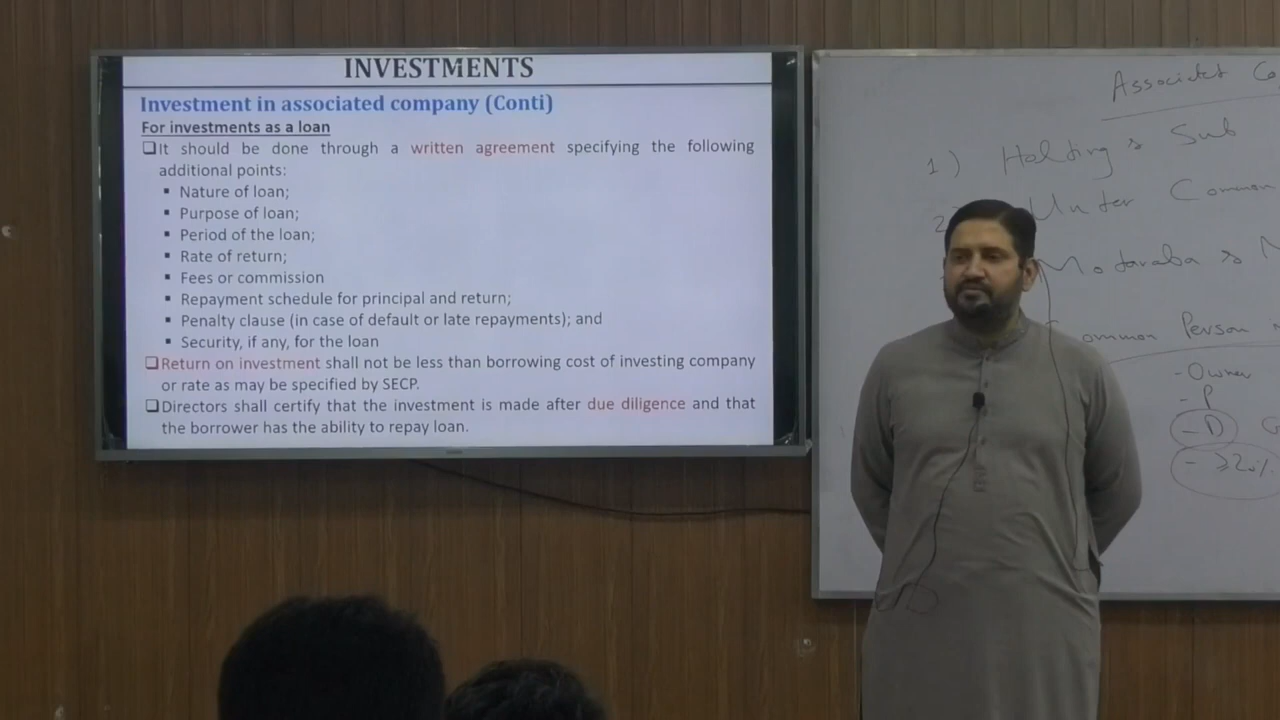 INVESTMENTS
Investment in associated company (Conti)
For investments as a loan
❑It should be done through a written agreement specifying the following
additional points:
▪ Nature of loan;
▪ Purpose of loan;
▪ Period of the loan;
▪ Rate of return;
▪ Fees or commission
▪ Repayment schedule for principal and return;
▪ Penalty clause (in case of default or late repayments); and
▪ Security, if any, for the loan
❑Return on investment shall not be less than borrowing cost of investing company
or rate as may be specified by SECP.
❑Directors shall certify that the investment is made after due diligence and that
the borrower has the ability to repay loan.
Associated
1) Holding & Sub
2) Under Common
Modaraba &
Common Person
- Owner
- P
- D
- ≥20%